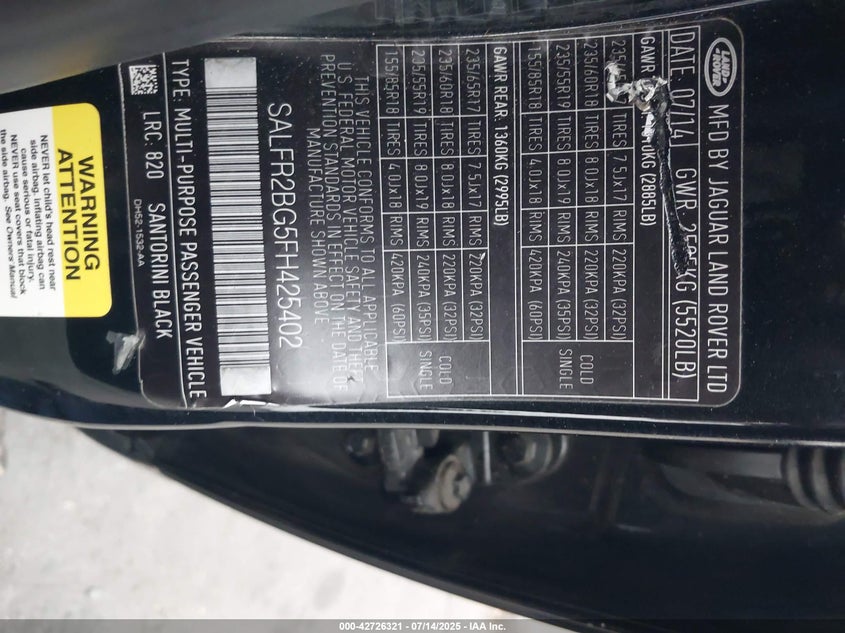 LAND ROVER
MFD BY JAGUAR LAND ROVER LTD
DATE: 07/14 GWR (5520LB)
GAWR (2885LB)
TIRES 7.5Jx17 RIMS 220KPA (32PSI)
235/60R18 TIRES 8.0Jx18 RIMS 220KPA (32PSI) COLD
235/55R19 TIRES 8.0Jx19 RIMS 240KPA (35PSI) SINGLE
155/85R18 TIRES 4.0Jx18 RIMS 420KPA (60PSI)
GAWR REAR: 1360KG (2995LB)
235/65R17 TIRES 7.5Jx17 RIMS 220KPA (32PSI)
235/60R18 TIRES 8.0Jx18 RIMS 220KPA (32PSI) COLD
235/55R19 TIRES 8.0Jx19 RIMS 240KPA (35PSI) SINGLE
155/85R18 TIRES 4.0Jx18 RIMS 420KPA (60PSI)
THIS VEHICLE CONFORMS TO ALL APPLICABLE
U.S. FEDERAL MOTOR VEHICLE SAFETY AND THEFT
PREVENTION STANDARDS IN EFFECT ON THE DATE OF
MANUFACTURE SHOWN ABOVE
SALFR2BG5FH425402
TYPE: MULTI-PURPOSE PASSENGER VEHICLE
LRC: 820 SANTORINI BLACK
DH52-1532-AA
WARNING
ATTENTION
NEVER let child's head rest near
side airbag. inflating airbag can
cause serious or fatal injury.
NEVER use seat covers that block
the side airbag. See Owners Manual
000-42726321 - 07/14/2025 - IAA Inc.